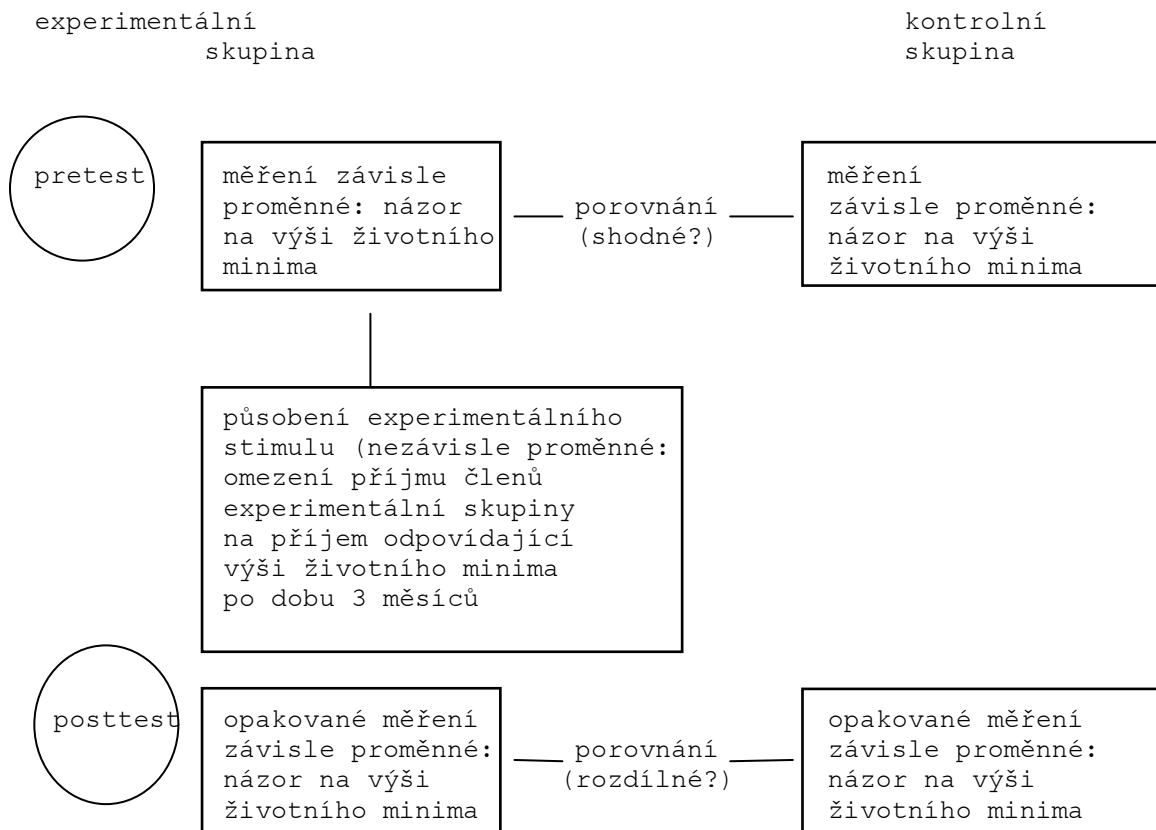 experimentální
skupina
kontrolní
skupina
pretest
měření závisle
proměnné: názor
na výši životního
minima
porovnání
(shodné?)
měření
závisle proměnné:
názor na výši
životního minima
působení experimentálního
stimulu (nezávisle proměnné:
omezení příjmu členů
experimentální skupiny
na příjem odpovídající
výši životního minima
po dobu 3 měsíců
posttest
opakované měření
závisle proměnné:
názor na výši
životního minima
porovnání
(rozdílné?)
opakované měření
závisle proměnné:
názor na výši
životního minima